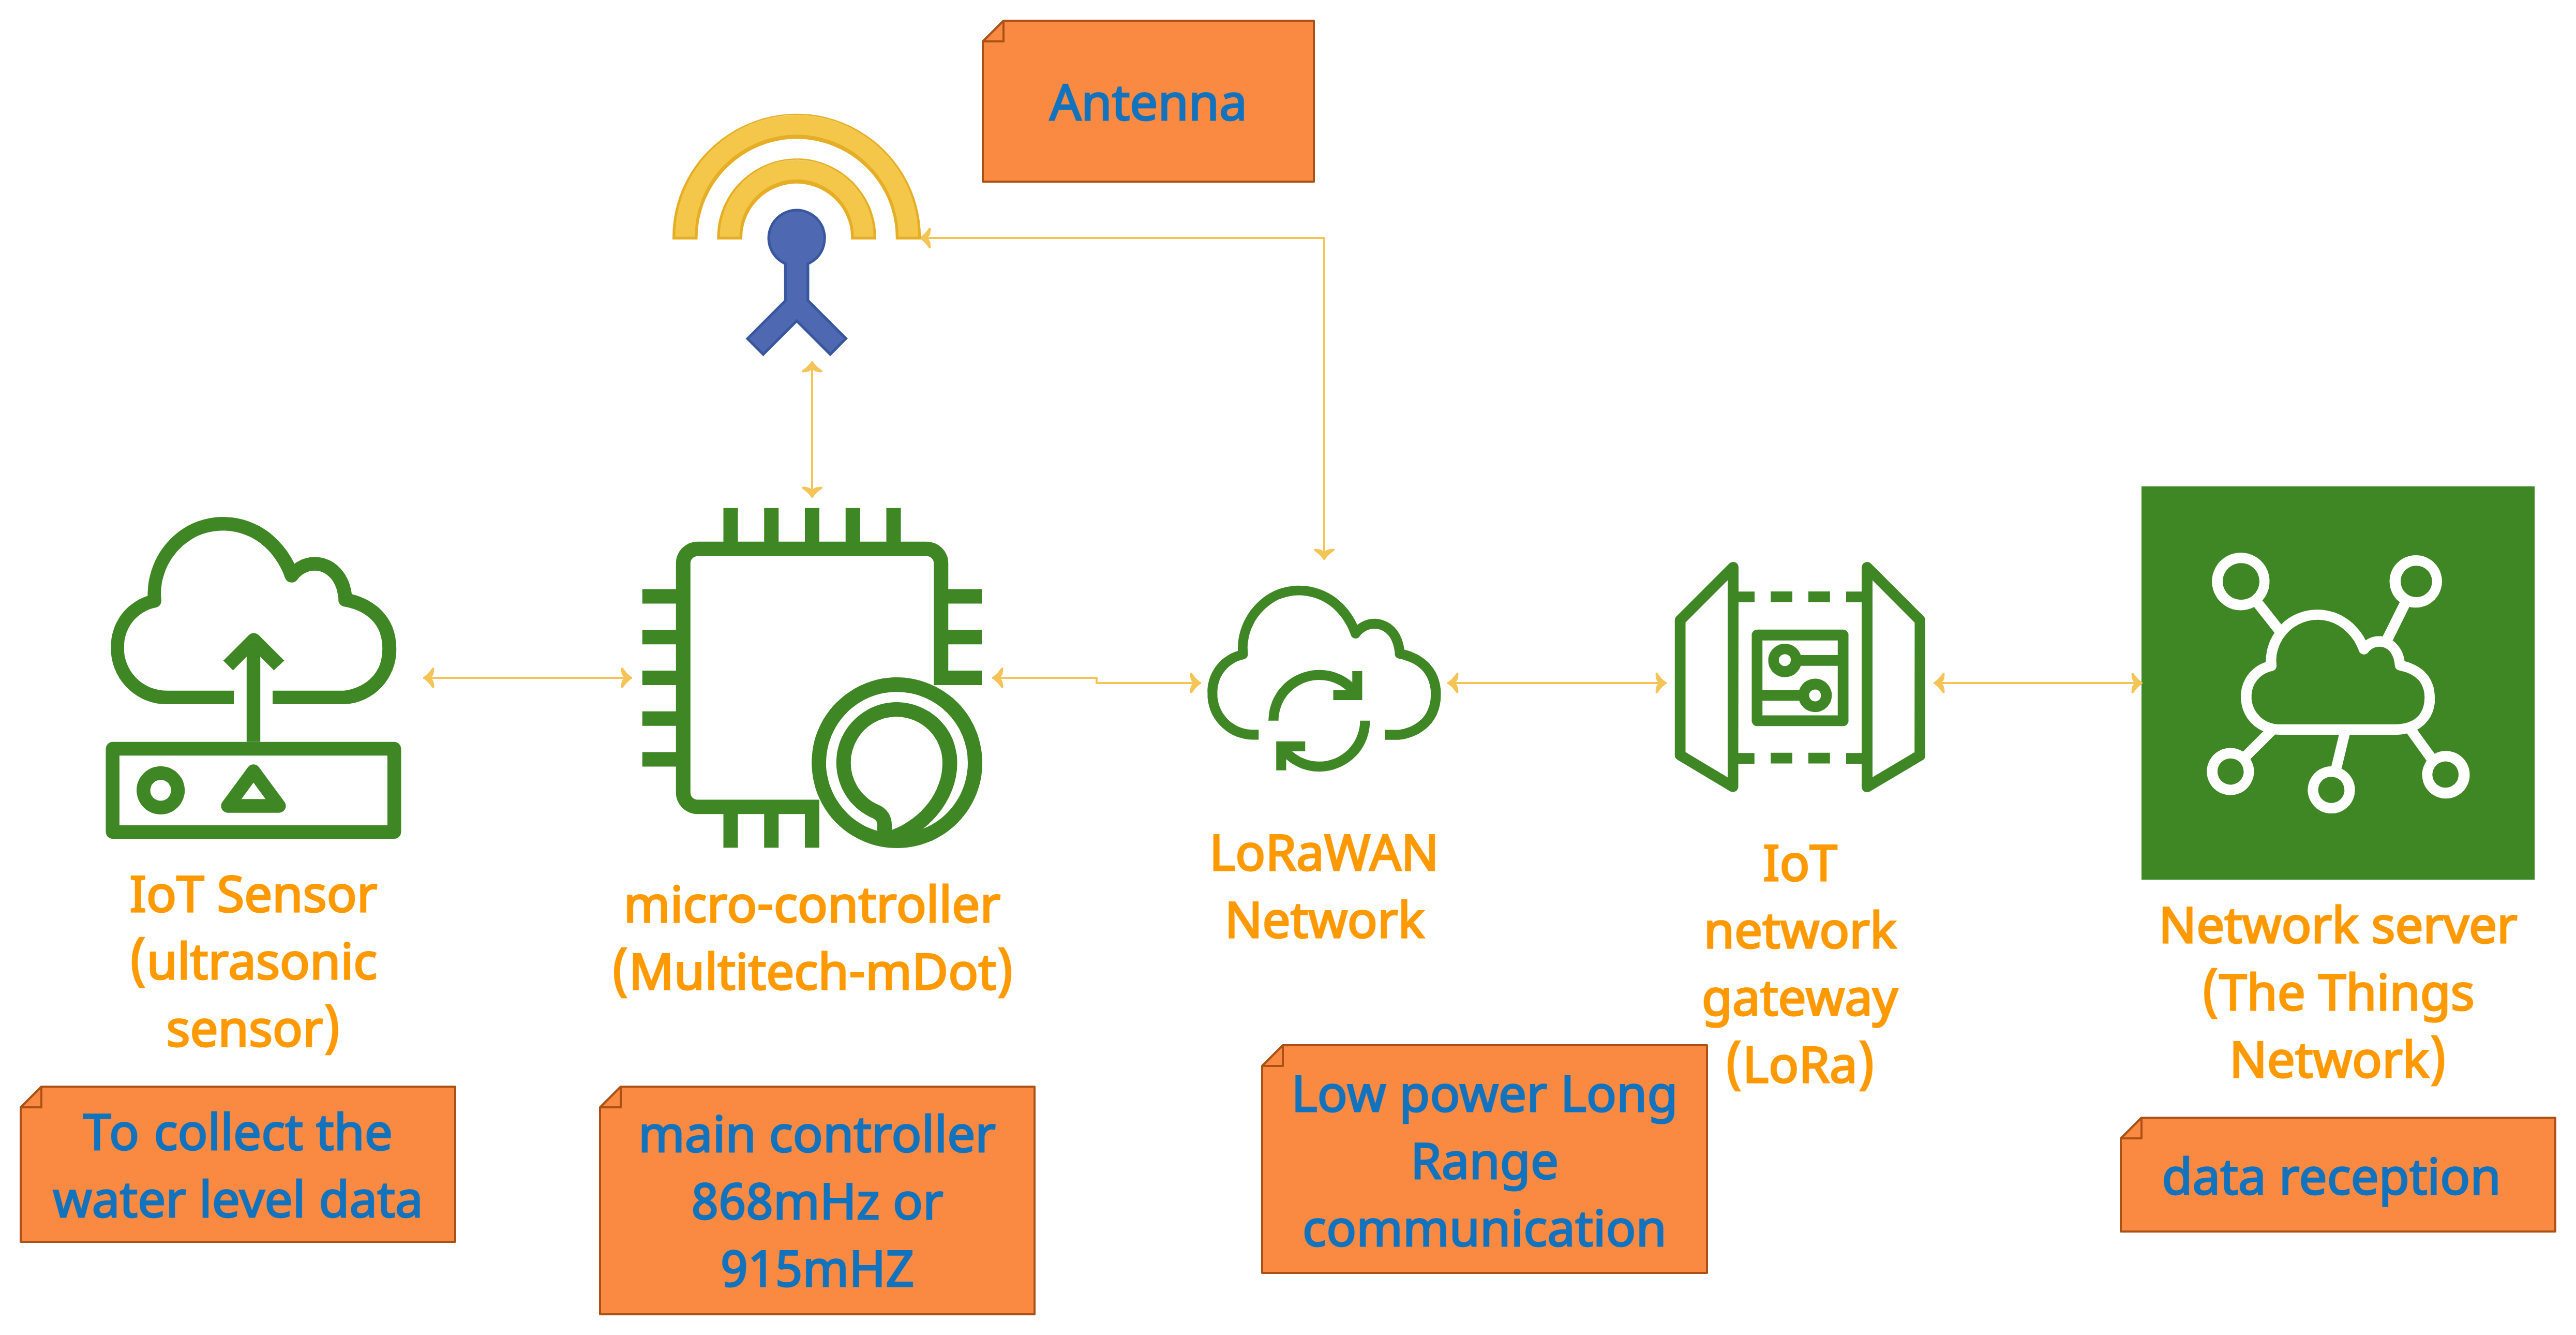 Antenna
IoT Sensor
(ultrasonic
sensor)
To collect the
water level data
micro-controller
(Multitech-mDot)
main controller
868mHz or
915mHZ
LoRaWAN
Network
Low power Long
Range
communication
IoT
network
gateway
(LoRa)
Network server
(The Things
Network)
data reception